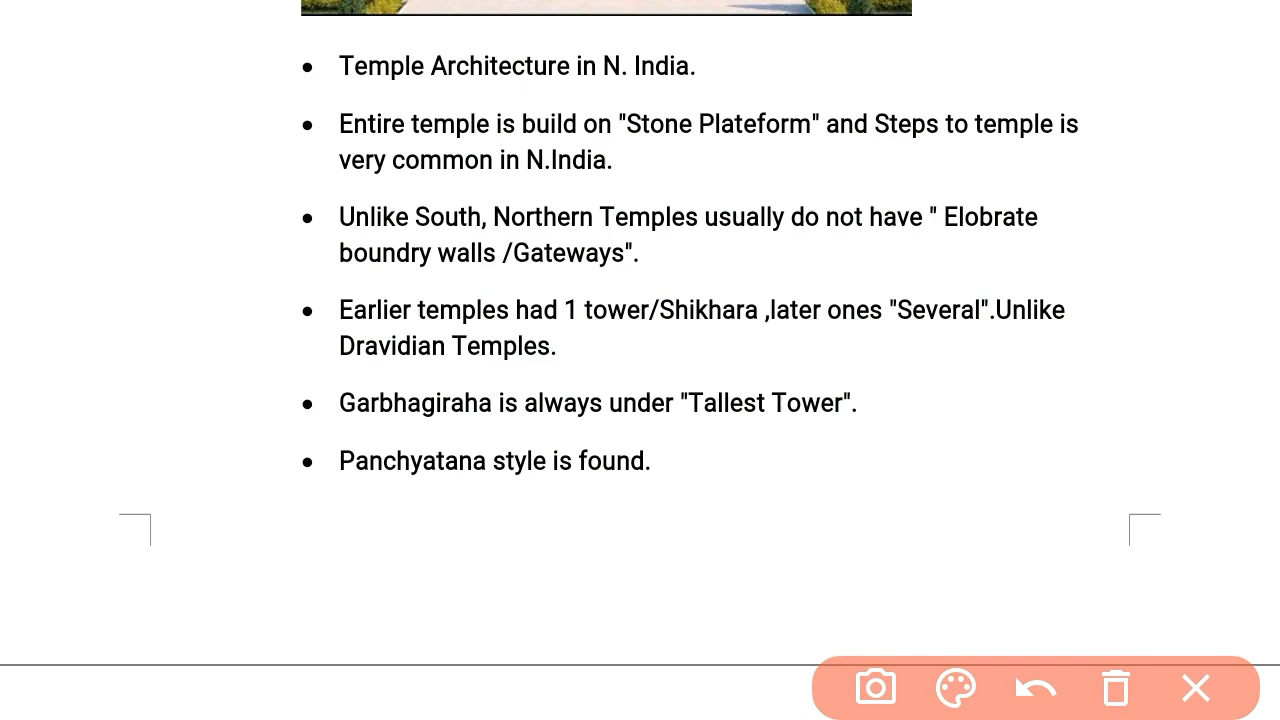 • Temple Architecture in N. India.
• Entire temple is build on "Stone Plateform" and Steps to temple is
very common in N.India.
• Unlike South, Northern Temples usually do not have " Elobrate
boundry walls /Gateways".
• Earlier temples had 1 tower/Shikhara ,later ones "Several".Unlike
Dravidian Temples.
• Garbhagiraha is always under "Tallest Tower".
• Panchyatana style is found.